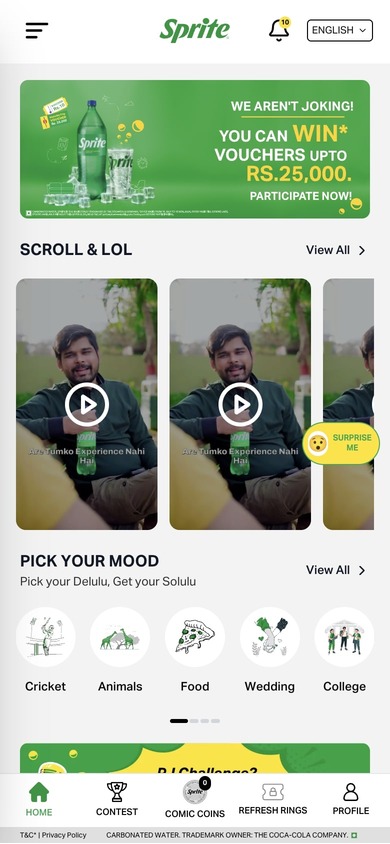 Sprite
10
ENGLISH
WE AREN'T JOKING!
YOU CAN WIN*
VOUCHERS UPTO
RS.25,000.
PARTICIPATE NOW!
Sprite
Sprite
SCROLL & LOL
View All
Are Tumko Experience Nahi
Hai
Are Tumko Experience Nahi
Hai
SURPRISE
ME
PICK YOUR MOOD
View All
Pick your Delulu, Get your Solulu
Cricket
Animals
Food
Wedding
College
R U Challenge?
0
Sprite
HOME
CONTEST
COMIC COINS
REFRESH RINGS
PROFILE
T&C* | Privacy Policy
CARBONATED WATER. TRADEMARK OWNER: THE COCA-COLA COMPANY.